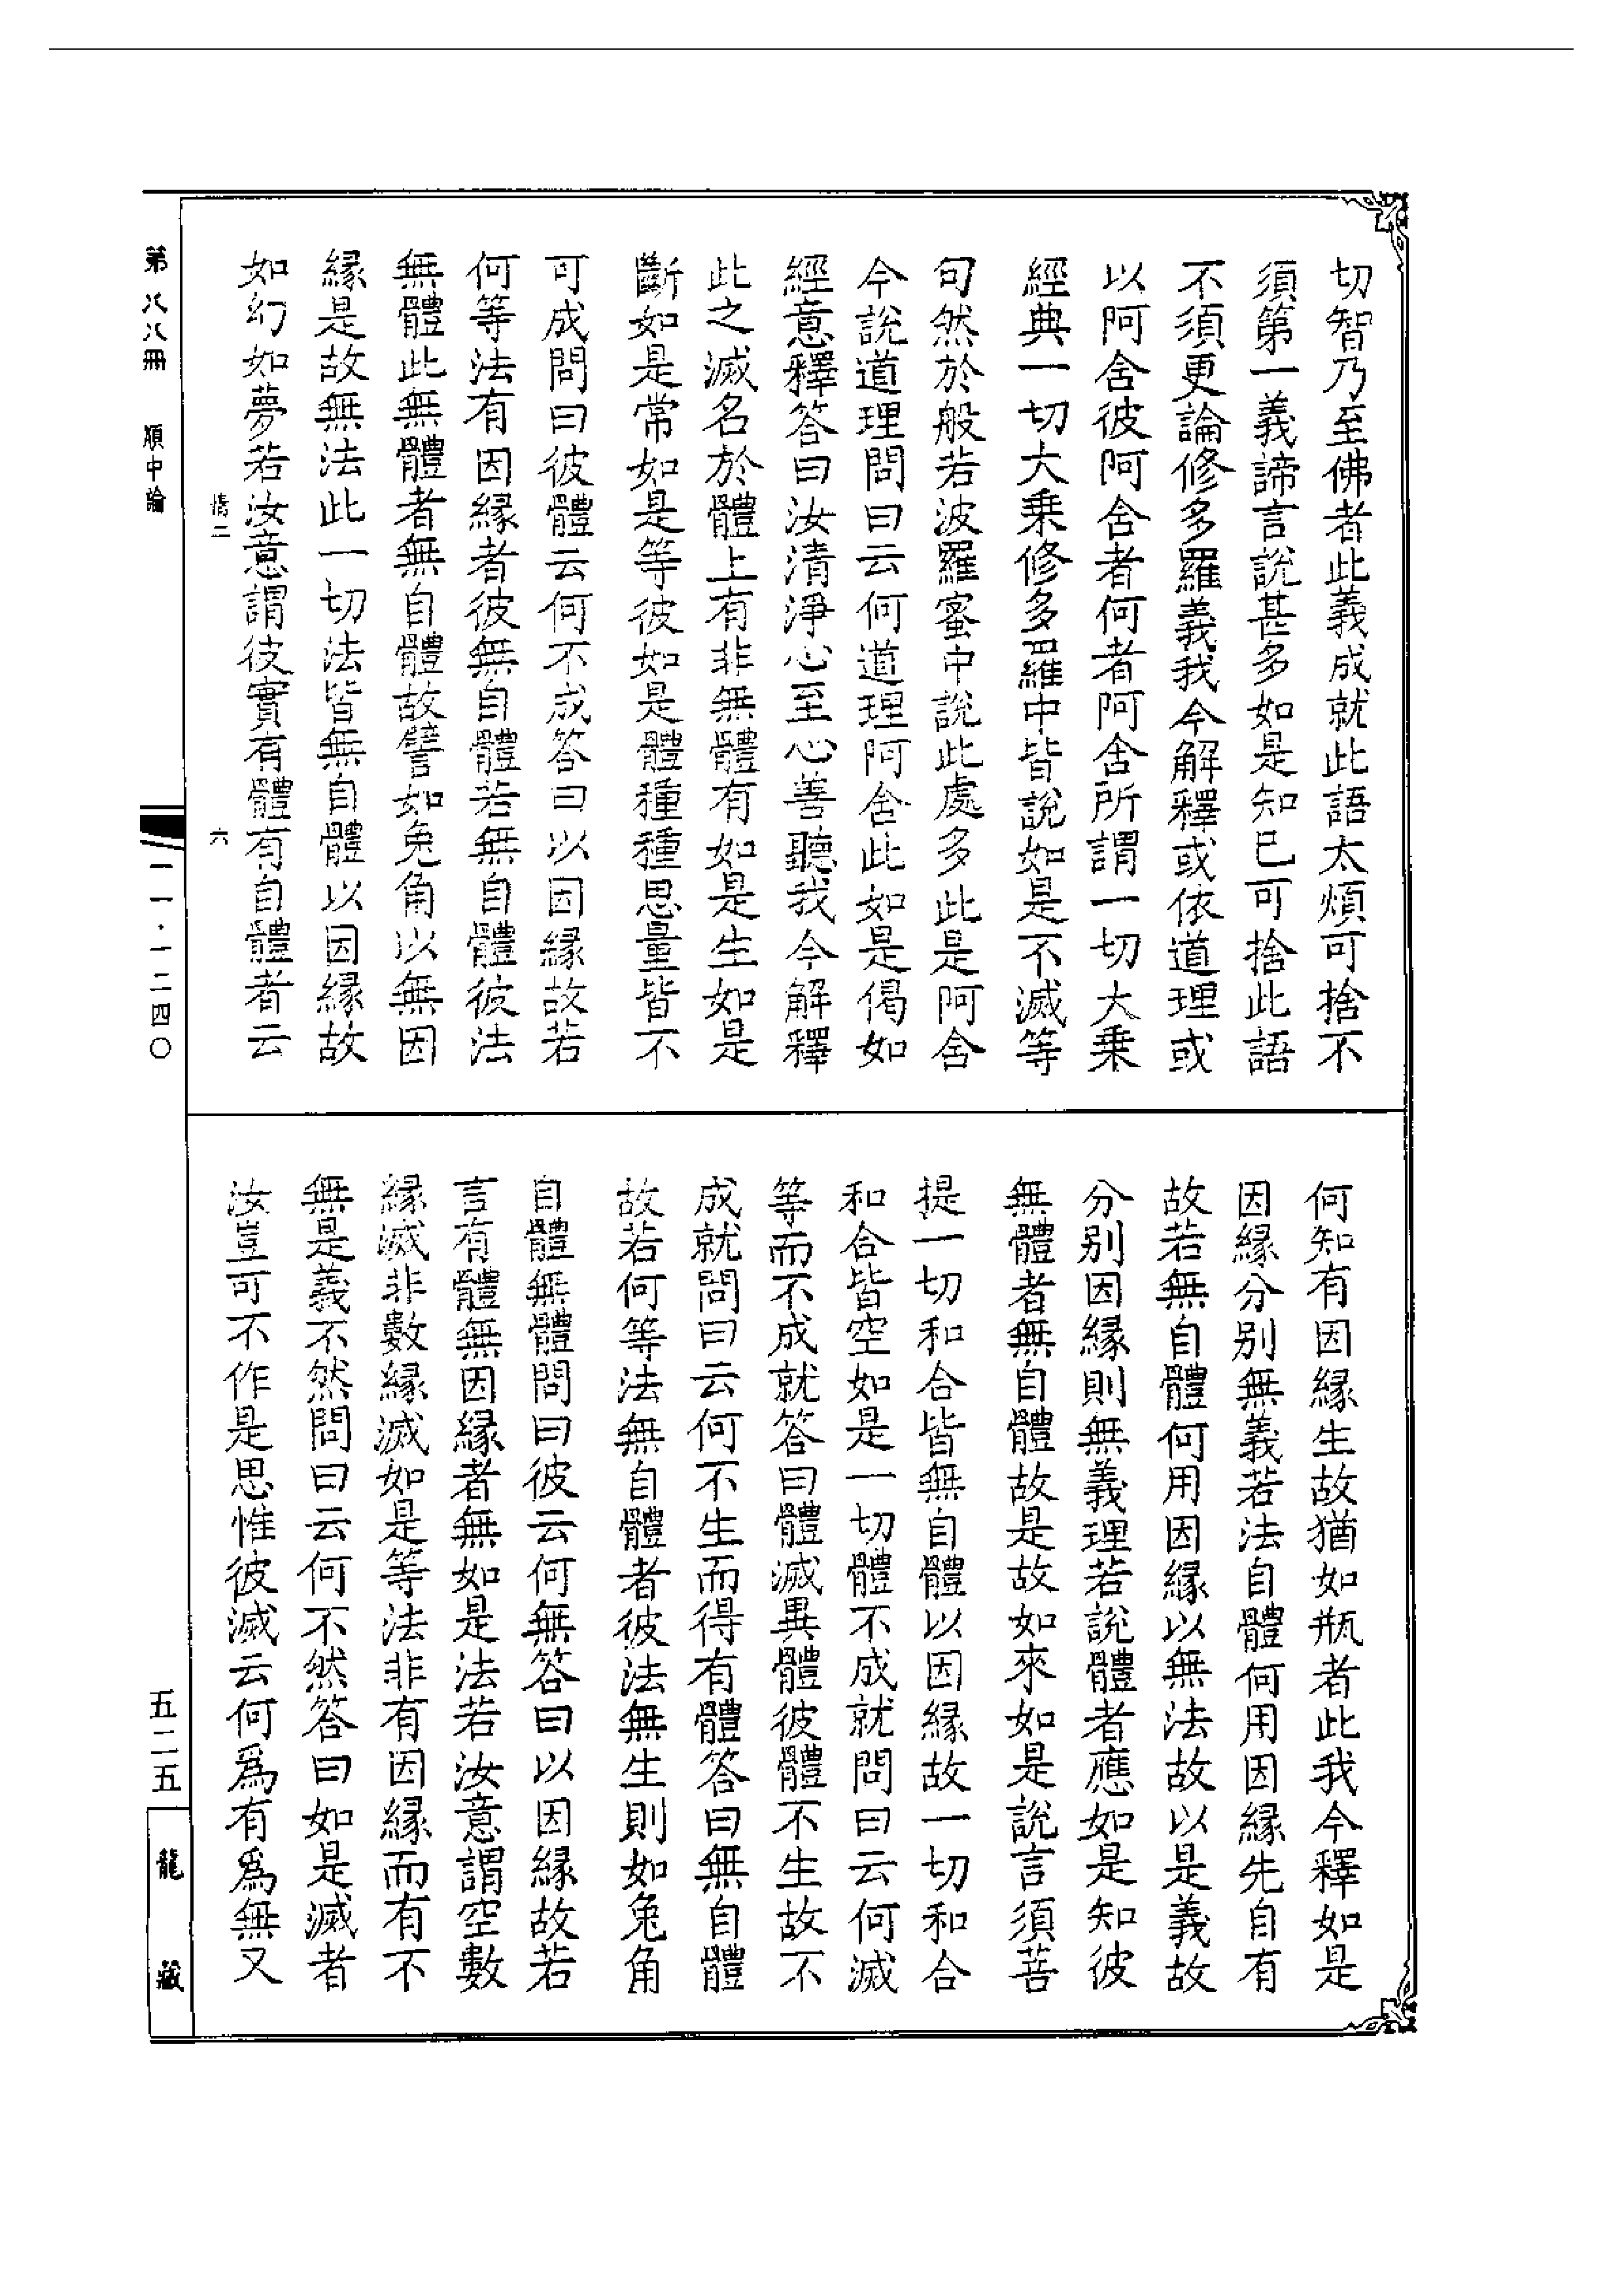 切智乃至佛者此義成就此語太煩可捨不
須第一義諦言說甚多如是知已可捨此語
不須更論修多羅義我今解釋或依道理或
以阿含彼阿含者何者阿含所謂一切大乗
經典一切大乗修多羅中皆說如是不滅等
句然於般若波羅蜜中說此處多此是阿含
今說道理問曰云何道理阿含此如是偈如
經意釋答曰汝清淨心至心善聽我今解釋
此之滅名於體上有非無體有如是生如是
斷如是常如是等彼如是體種種思量皆不
可成問曰彼體云何不成答曰以因緣故若
何等法有因緣者彼無自體若無自體彼法
無體此無體者無自體故譬如兔角以無因
緣是故無法此一切法皆無自體以因緣故
如幻如夢若汝意謂彼實有體有自體者云
何知有因緣生故猶如瓶者此我今釋如是
因緣分別無義若法自體何用因緣先自有
故若無自體何用因緣以無法故以是義故
分別因緣則無義理若說體者應如是知彼
無體者無自體故是故如來如是說言須菩
提一切和合皆無自體以因緣故一切和合
和合皆空如是一切體不成就問曰云何滅
等而不成就答曰體滅異體彼體不生故不
成就問曰云何不生而得有體答曰無自體
故若何等法無自體者彼法無生則如兔角
自體無體問曰彼云何無答曰以因緣故若
言有體無因緣者無如是法若汝意謂空數
緣滅非數緣滅如是等法非有因緣而有不
無是義不然問曰云何不然答曰如是滅者
汝豈可不作是思惟彼滅云何爲有爲無又
第八八冊 順中論
情二 六
一一·一二四〇
五二五
龍藏